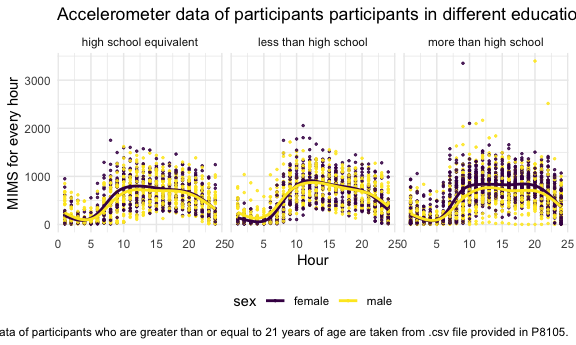 Accelerometer data of participants participants in different educatio
high school equivalent less than high school more than high school
MIMS for every hour
3000
2000
1000
0
0 5 10 15 20 25 0 5 10 15 20 25 0 5 10 15 20 25
Hour
sex female male
ata of participants who are greater than or equal to 21 years of age are taken from .csv file provided in P8105.